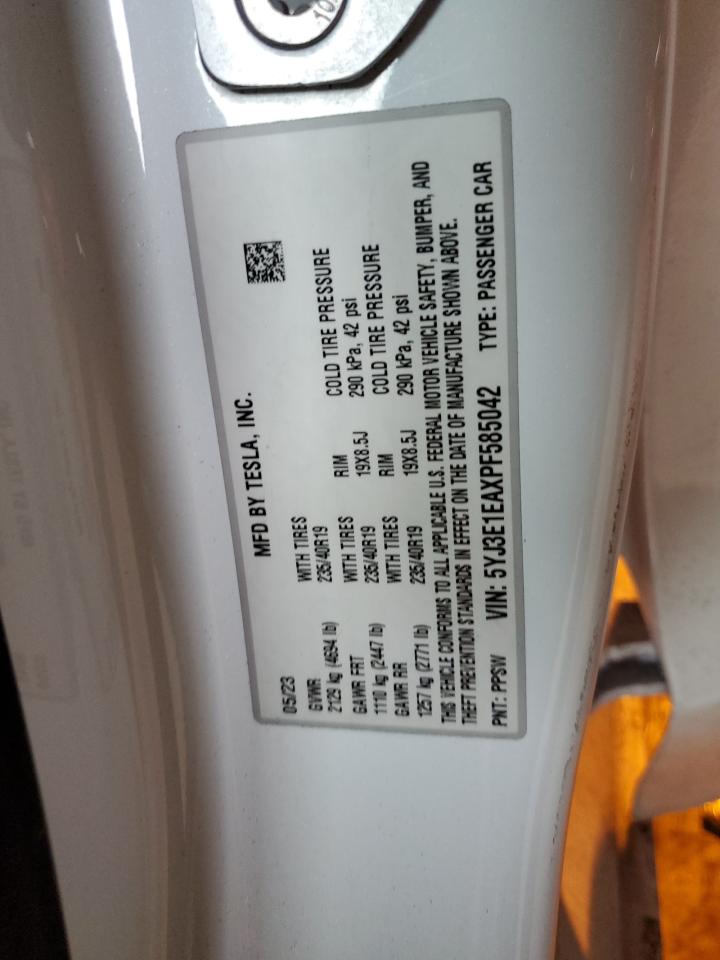 10
MFD BY TESLA, INC.
05/23
GVWR WITH TIRES RIM COLD TIRE PRESSURE
2129 kg (4694 lb) 235/40R19 19X8.5J 290 kPa, 42 psi
GAWR FRT WITH TIRES RIM COLD TIRE PRESSURE
1110 kg (2447 lb) 235/40R19 19X8.5J 290 kPa, 42 psi
GAWR RR WITH TIRES
1257 kg (2771 lb) 235/40R19
THIS VEHICLE CONFORMS TO ALL APPLICABLE U.S. FEDERAL MOTOR VEHICLE SAFETY, BUMPER, AND
THEFT PREVENTION STANDARDS IN EFFECT ON THE DATE OF MANUFACTURE SHOWN ABOVE.
PNT: PPSW VIN: 5YJ3E1EAXPF585042 TYPE: PASSENGER CAR